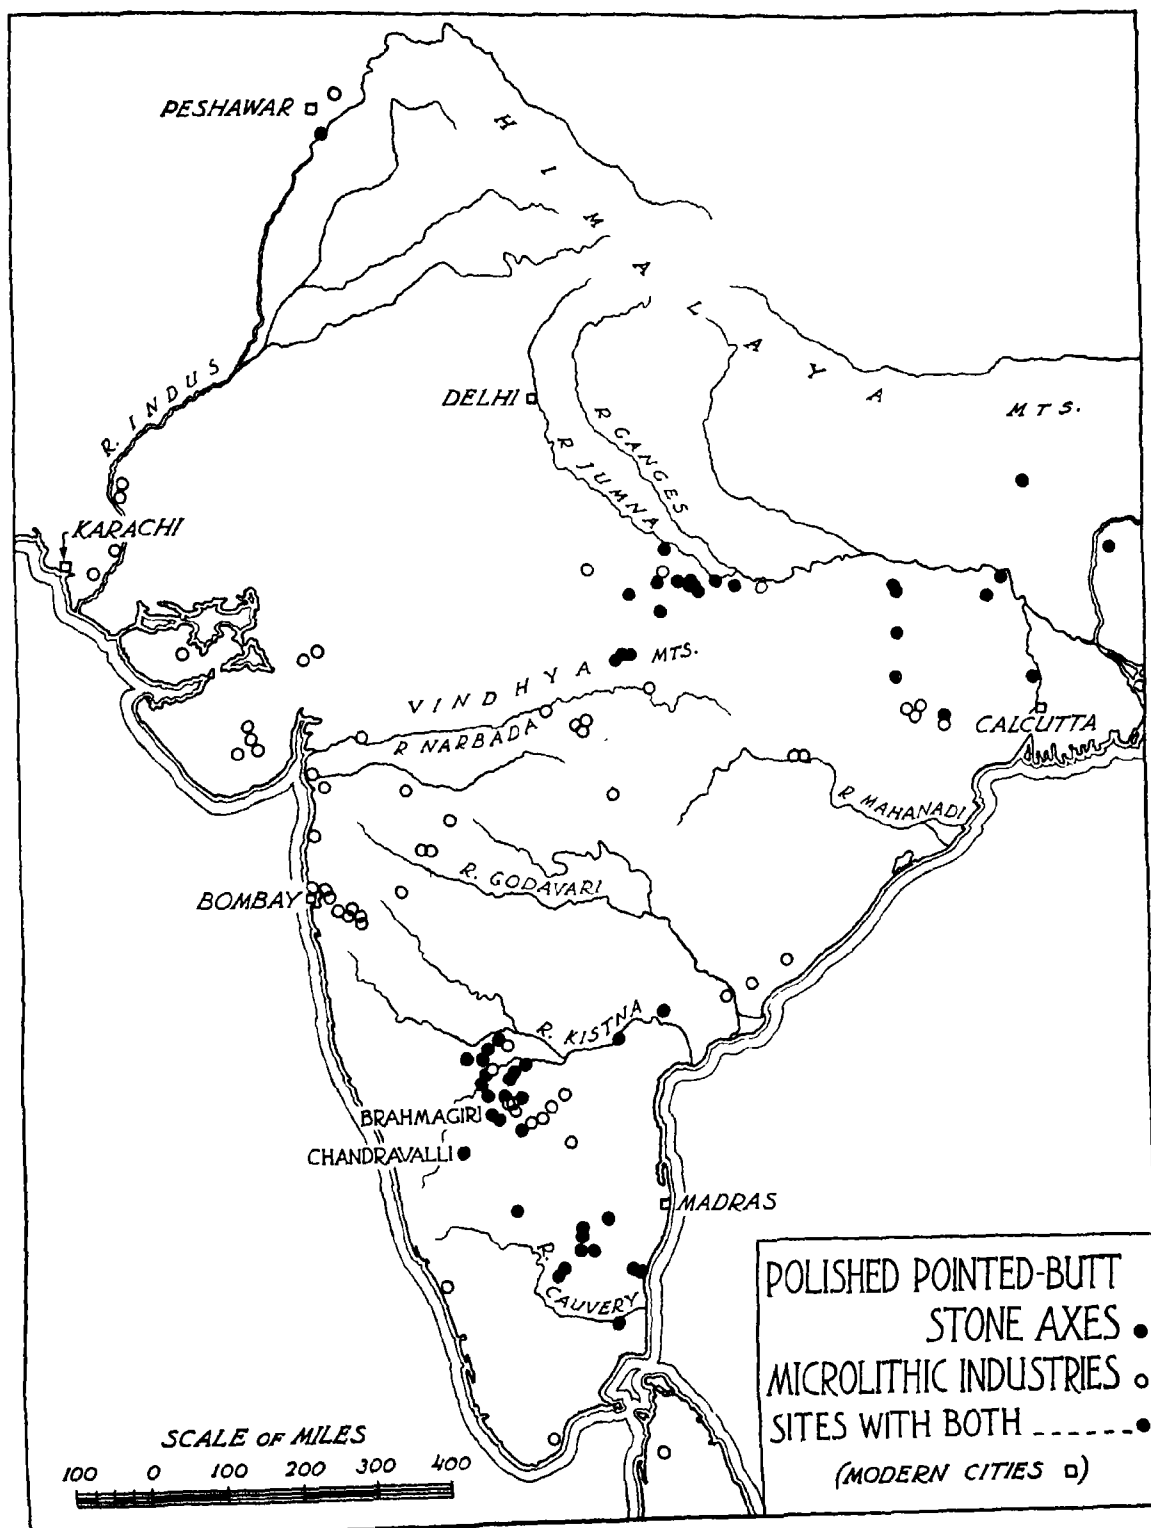 PESHAWAR
HIMALAYA
MTS.
R. INDUS
DELHI
R GANGES
R JUMNA
KARACHI
VINDHYA MTS.
R NARBADA
CALCUTTA
R MAHANADI
R. GODAVARI
BOMBAY
R. KISTNA
BRAHMAGIRI
CHANDRAVALLI
MADRAS
R. CAUVERY
POLISHED POINTED-BUTT
STONE AXES
MICROLITHIC INDUSTRIES
SITES WITH BOTH ------
(MODERN CITIES )
SCALE OF MILES
100 0 100 200 300 400